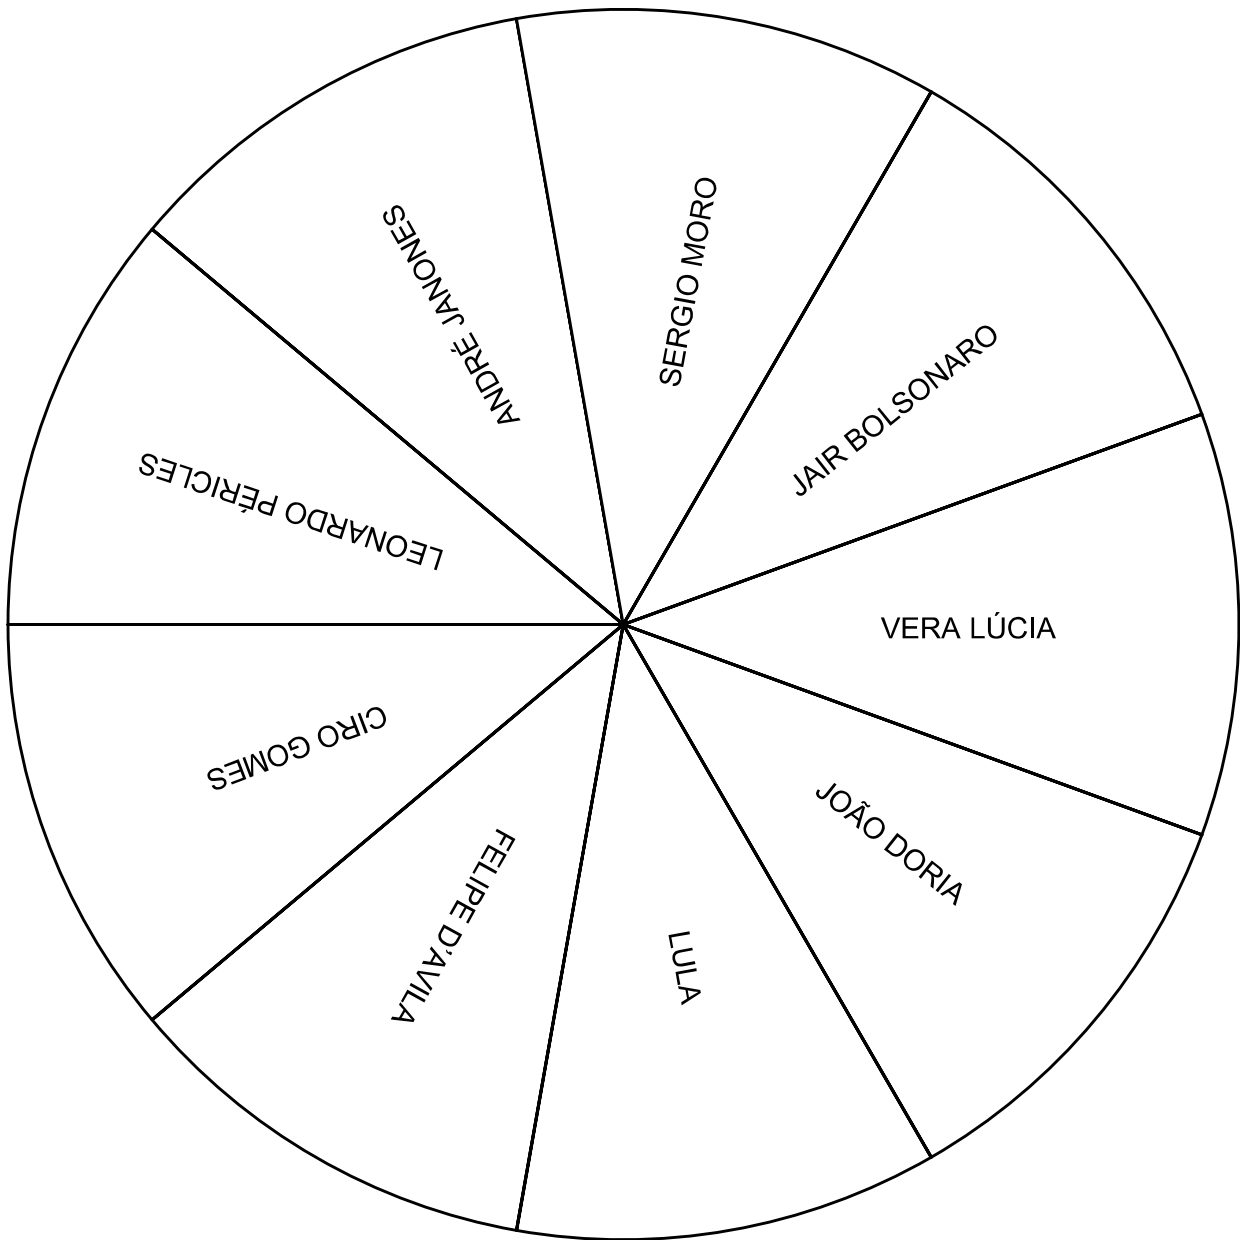 SERGIO MORO
JAIR BOLSONARO
VERA LÚCIA
JOÃO DORIA
LULA
FELIPE D'AVILA
CIRO GOMES
LEONARDO PÉRICLES
ANDRÉ JANONES